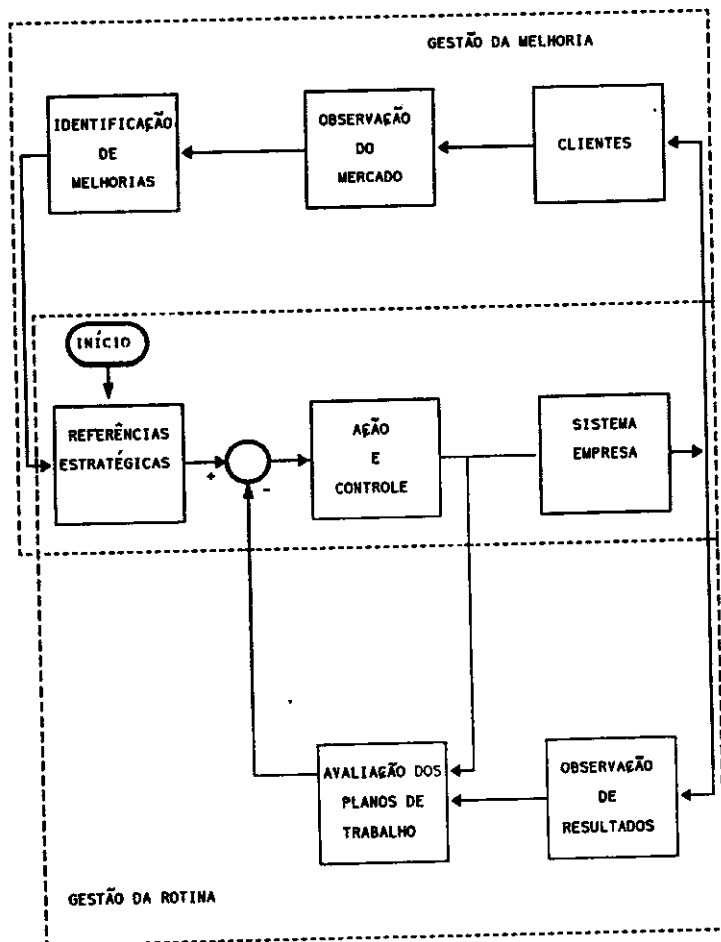 GESTÃO DA MELHORIA
IDENTIFICAÇÃO
DE
MELHORIAS
OBSERVAÇÃO
DO
MERCADO
CLIENTES
INÍCIO
REFERÊNCIAS
ESTRATÉGICAS
+
-
AÇÃO
E
CONTROLE
SISTEMA
EMPRESA
AVALIAÇÃO DOS
PLANOS DE
TRABALHO
OBSERVAÇÃO
DE
RESULTADOS
GESTÃO DA ROTINA